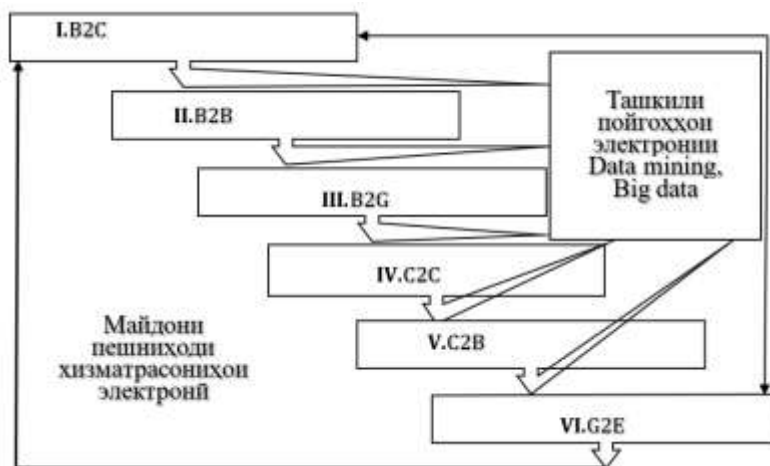 I.B2C
II.B2B
III.B2G
IV.C2C
V.C2B
VI.G2E
Ташкили
пойгоҳҳои
электронии
Data mining,
Big data
Майдони
пешниҳоди
хизматрасониҳои
электронӣ